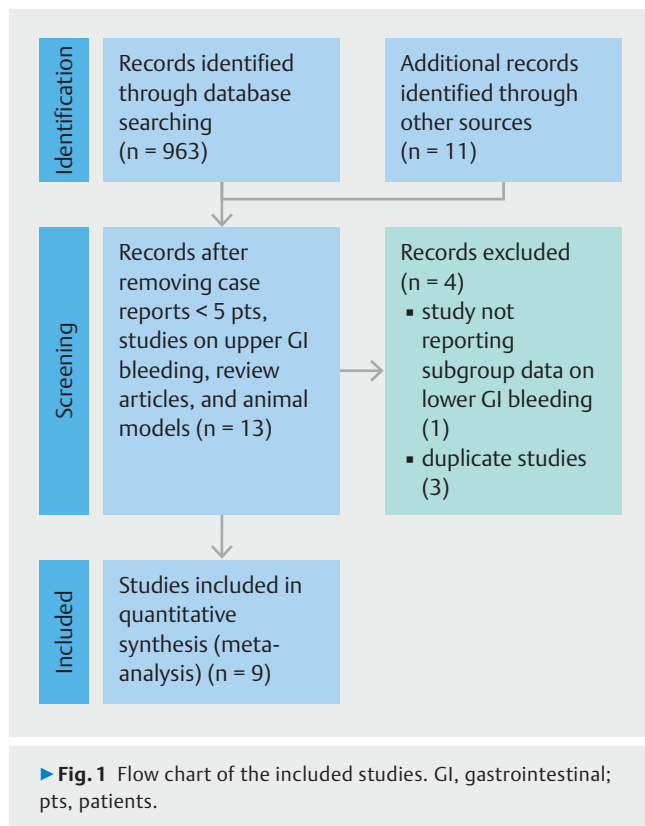 Identification
Records identified
through database
searching
(n = 963)
Additional records
identified through
other sources
(n = 11)
Screening
Records after
removing case
reports < 5 pts,
studies on upper GI
bleeding, review
articles, and animal
models (n = 13)
Records excluded
(n = 4)
▪ study not
reporting
subgroup data on
lower GI bleeding
(1)
▪ duplicate studies
(3)
Included
Studies included in
quantitative
synthesis (meta-
analysis) (n = 9)
►Fig. 1 Flow chart of the included studies. GI, gastrointestinal;
pts, patients.